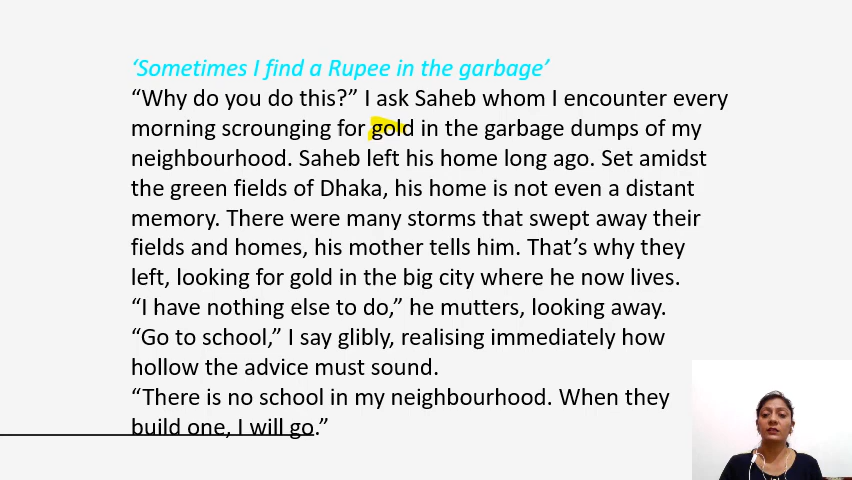 ‘Sometimes I find a Rupee in the garbage’
“Why do you do this?” I ask Saheb whom I encounter every
morning scrounging for gold in the garbage dumps of my
neighbourhood. Saheb left his home long ago. Set amidst
the green fields of Dhaka, his home is not even a distant
memory. There were many storms that swept away their
fields and homes, his mother tells him. That’s why they
left, looking for gold in the big city where he now lives.
“I have nothing else to do,” he mutters, looking away.
“Go to school,” I say glibly, realising immediately how
hollow the advice must sound.
“There is no school in my neighbourhood. When they
build one, I will go.”